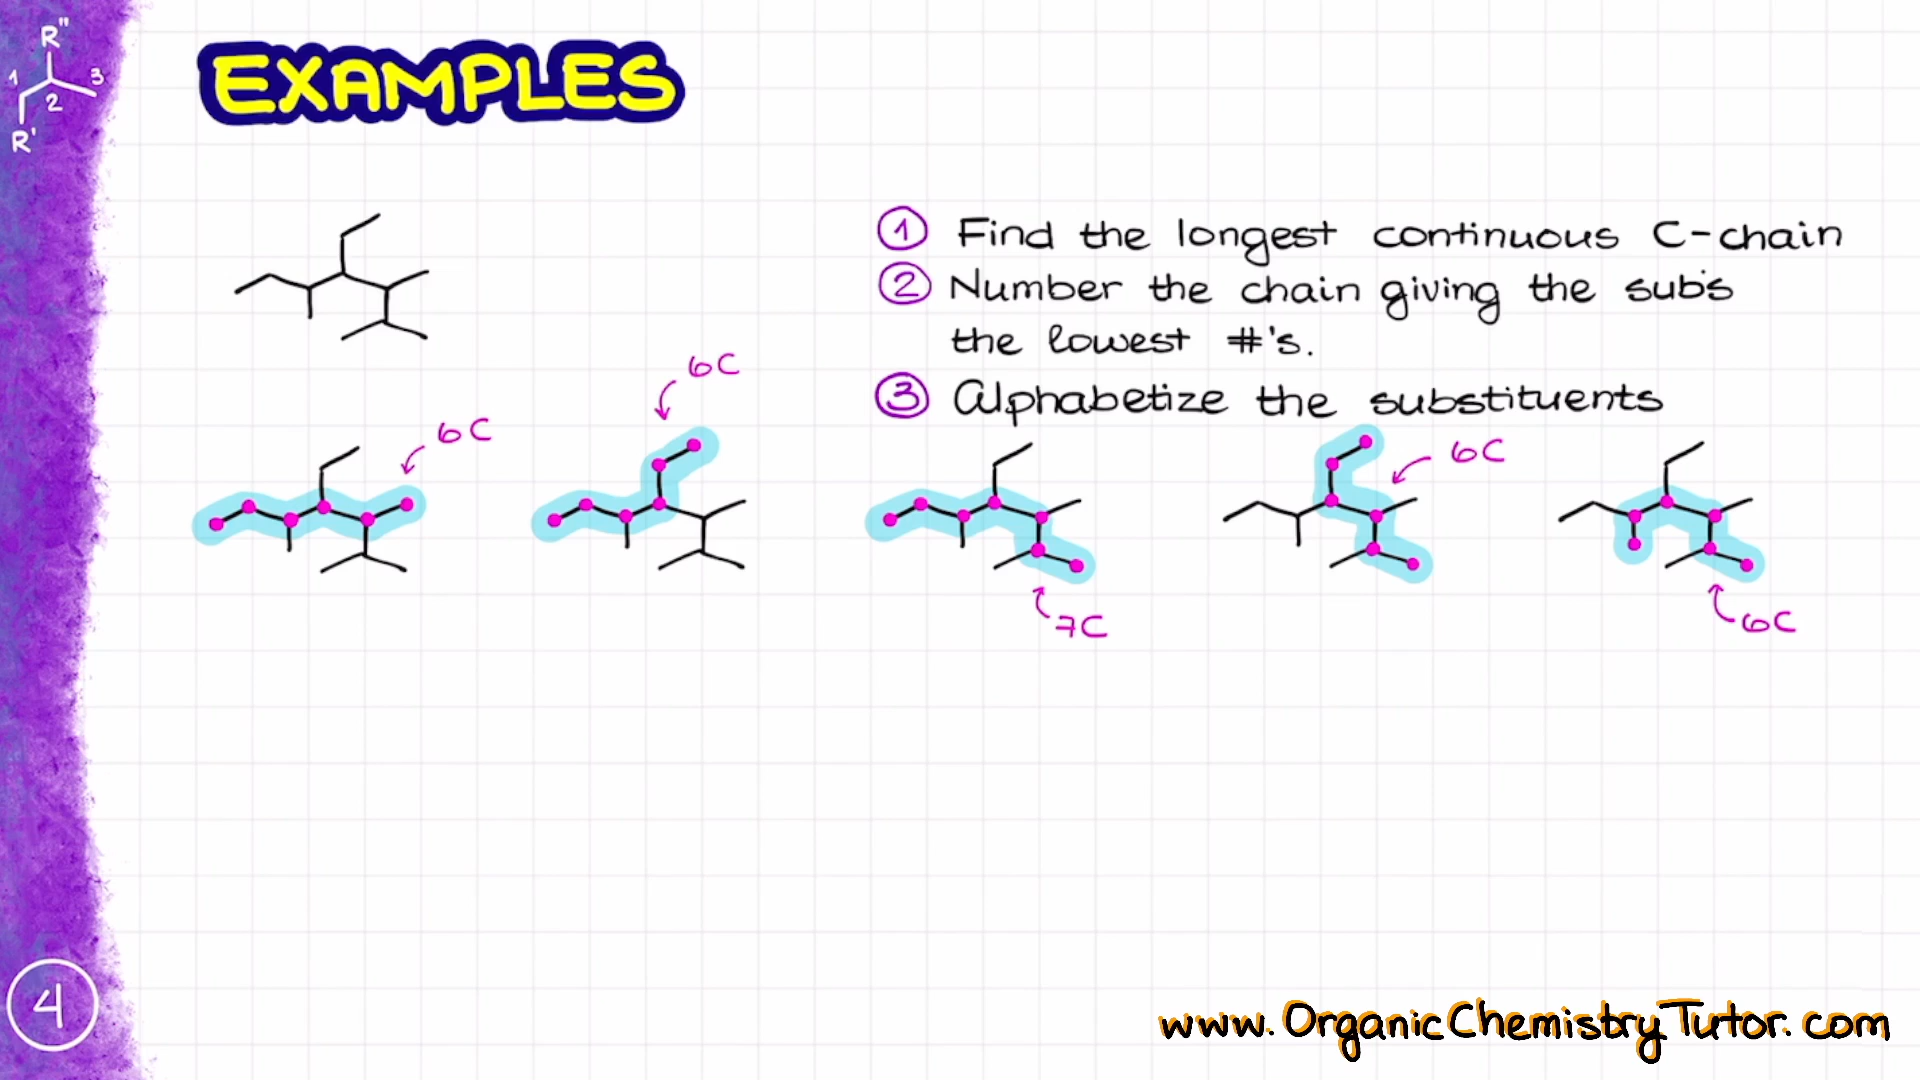 R"
1
3
2
R'
EXAMPLES
① Find the longest continuous C-chain
② Number the chain giving the sub's
the lowest #'s.
③ Alphabetize the substituents
6C
6C
7C
6C
6C
4
www.OrganicChemistryTutor.com